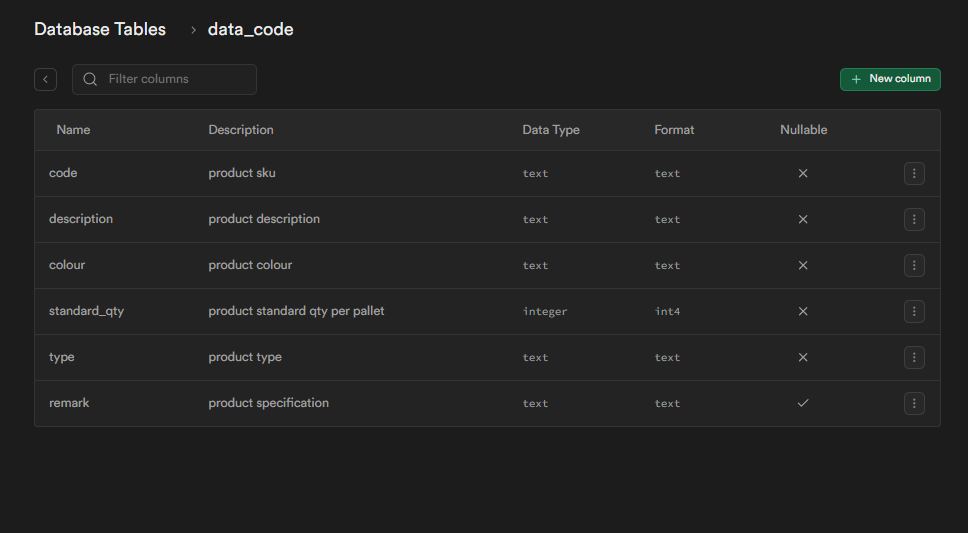 Database Tables > data_code
Filter columns
New column
Name Description Data Type Format Nullable
code product sku text text
description product description text text
colour product colour text text
standard_qty product standard qty per pallet integer int4
type product type text text
remark product specification text text